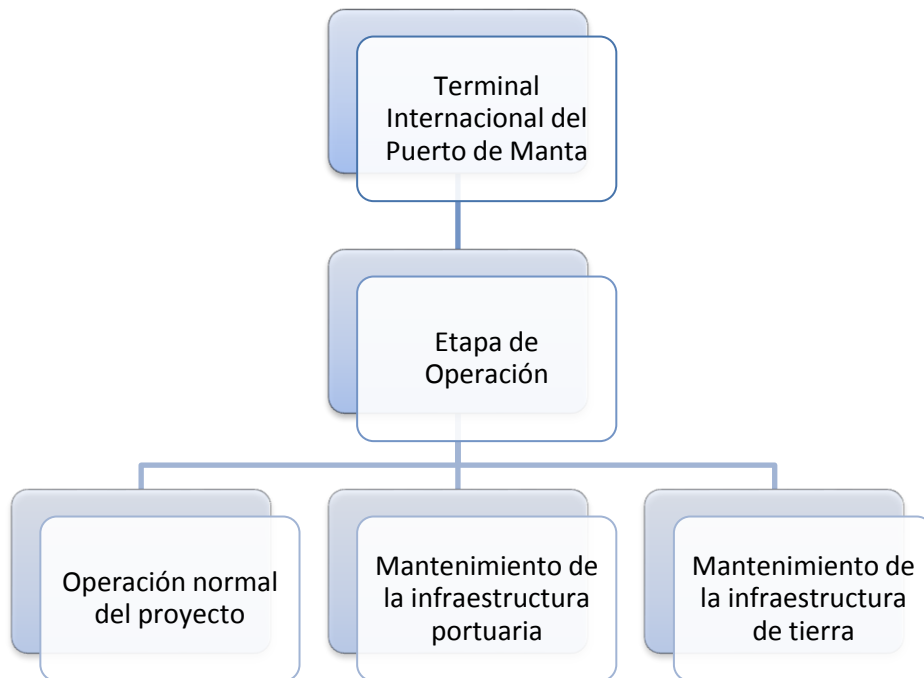 Terminal
Internacional del
Puerto de Manta
Etapa de
Operación
Operación normal
del proyecto
Mantenimiento de
la infraestructura
portuaria
Mantenimiento de
la infraestructura
de tierra